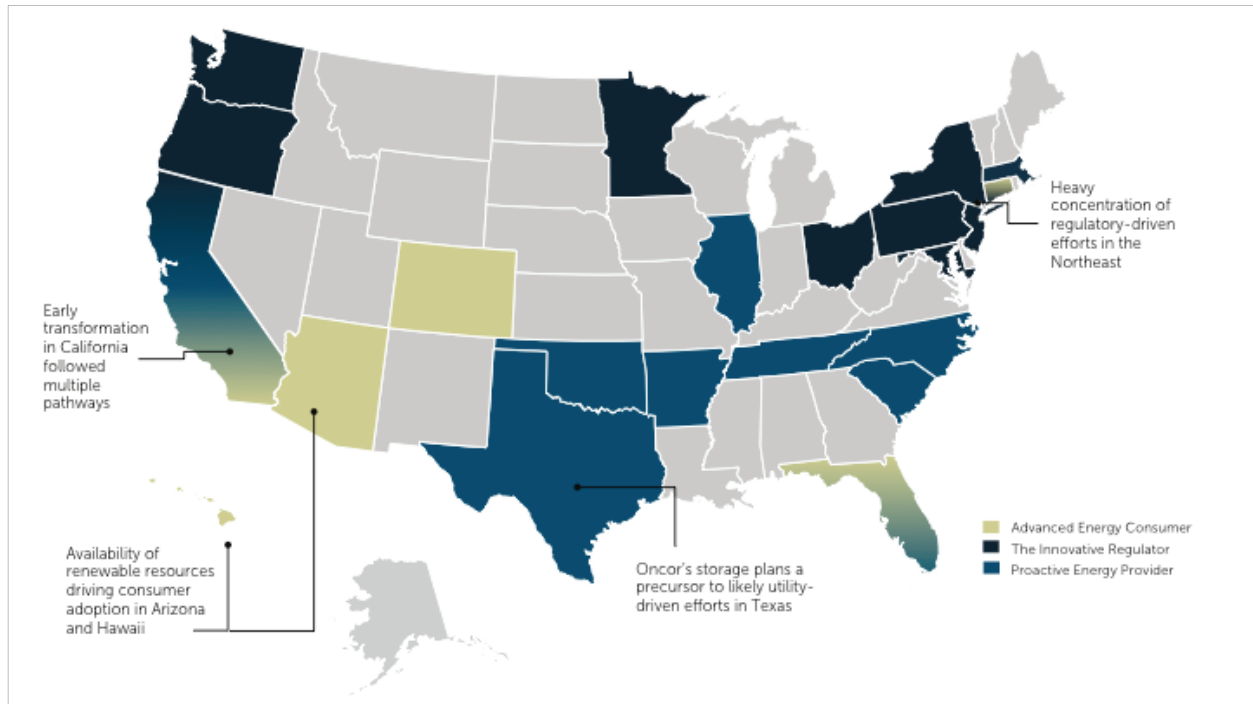 Heavy
concentration of
regulatory-driven
efforts in the
Northeast
Early
transformation
in California
followed
multiple
pathways
Availability of
renewable resources
driving consumer
adoption in Arizona
and Hawaii
Oncor's storage plans a
precursor to likely utility-
driven efforts in Texas
Advanced Energy Consumer
The Innovative Regulator
Proactive Energy Provider